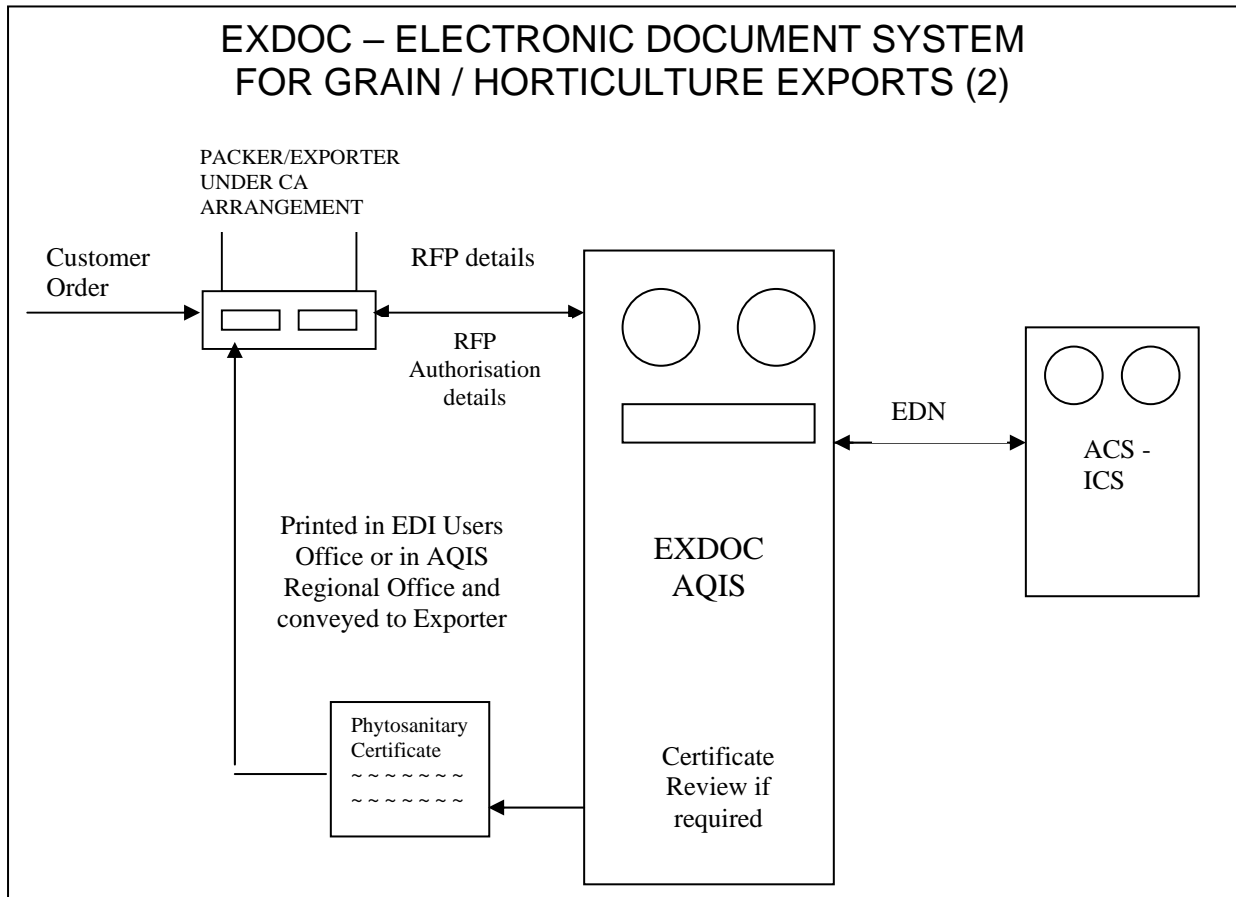 EXDOC – ELECTRONIC DOCUMENT SYSTEM
FOR GRAIN / HORTICULTURE EXPORTS (2)
PACKER/EXPORTER
UNDER CA
ARRANGEMENT
Customer
Order
RFP details
RFP
Authorisation
details
EDN
ACS -
ICS
Printed in EDI Users
Office or in AQIS
Regional Office and
conveyed to Exporter
EXDOC
AQIS
Phytosanitary
Certificate
~ ~ ~ ~ ~ ~ ~
~ ~ ~ ~ ~ ~ ~
Certificate
Review if
required